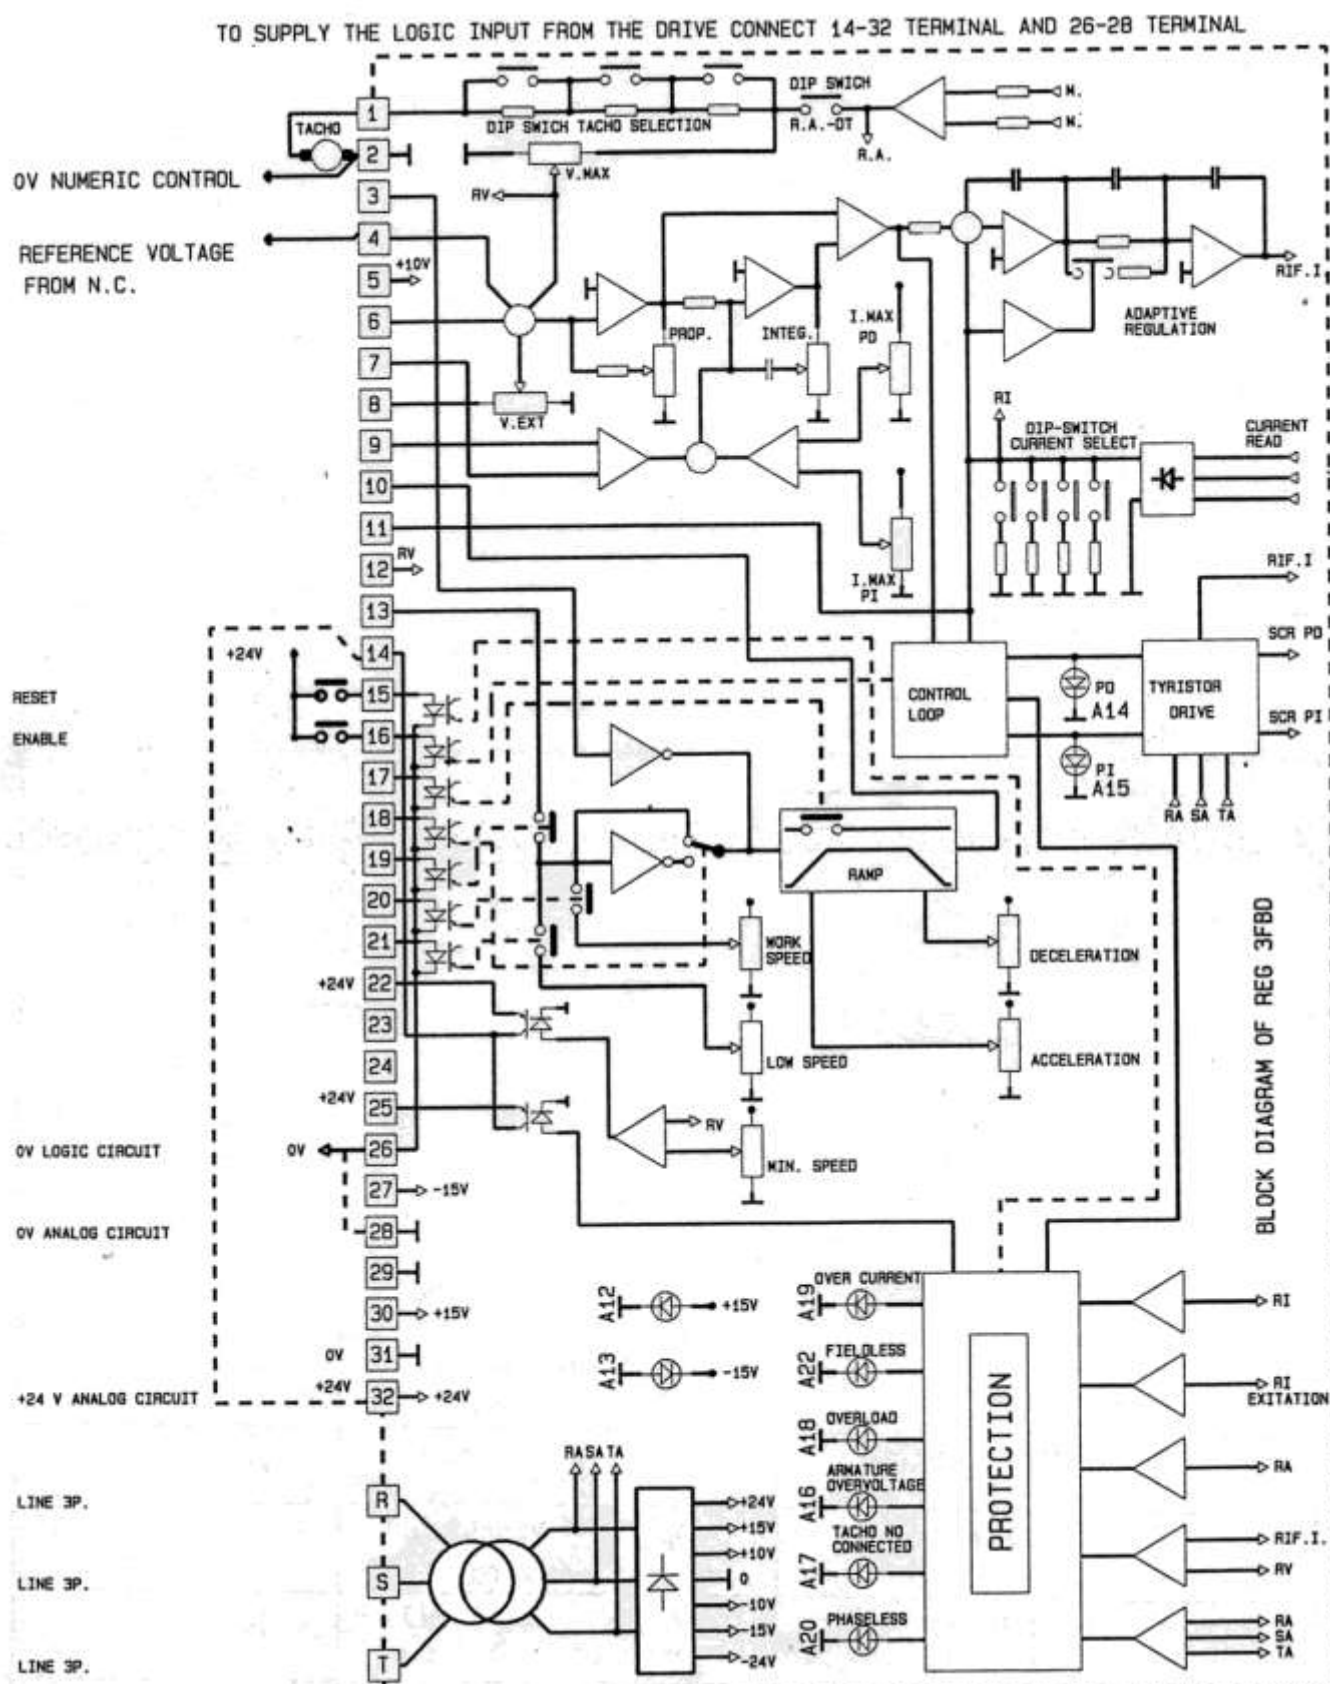 TO SUPPLY THE LOGIC INPUT FROM THE DRIVE CONNECT 14-32 TERMINAL AND 26-28 TERMINAL
DIP SWICH
1
M.
TACHO
DIP SWICH TACHO SELECTION
R.A.-DT
M.
2
R.A.
V.MAX
0V NUMERIC CONTROL
3
RV
4
REFERENCE VOLTAGE
FROM N.C.
+10V
5
RIF.I
6
PROP.
INTEG.
I.MAX
PD
ADAPTIVE
REGULATION
7
8
V.EXT
RI
DIP-SWITCH
CURRENT SELECT
CURRENT
READ
9
10
11
RV
12
I.MAX
PI
RIF.I
13
+24V
14
SCR PD
RESET
15
CONTROL
LOOP
PD
A14
TYRISTOR
DRIVE
SCR PI
ENABLE
16
PI
A15
17
18
RA SA TA
19
RAMP
20
21
WORK
SPEED
DECELERATION
+24V
22
23
24
LOW SPEED
ACCELERATION
+24V
25
RV
0V LOGIC CIRCUIT
0V
26
MIN. SPEED
27
-15V
0V ANALOG CIRCUIT
28
BLOCK DIAGRAM OF REG 3FBD
29
30
+15V
A12
+15V
OVER CURRENT
A19
RI
0V
31
A13
-15V
FIELDLESS
A22
RI
EXITATION
+24 V ANALOG CIRCUIT
+24V
32
+24V
OVERLOAD
A18
PROTECTION
RA SA TA
ARMATURE
OVERVOLTAGE
A16
RA
LINE 3P.
R
+24V
+15V
+10V
0
-10V
-15V
-24V
TACHO NO
CONNECTED
A17
RIF.I.
RV
LINE 3P.
S
PHASELESS
A20
RA
SA
TA
LINE 3P.
T